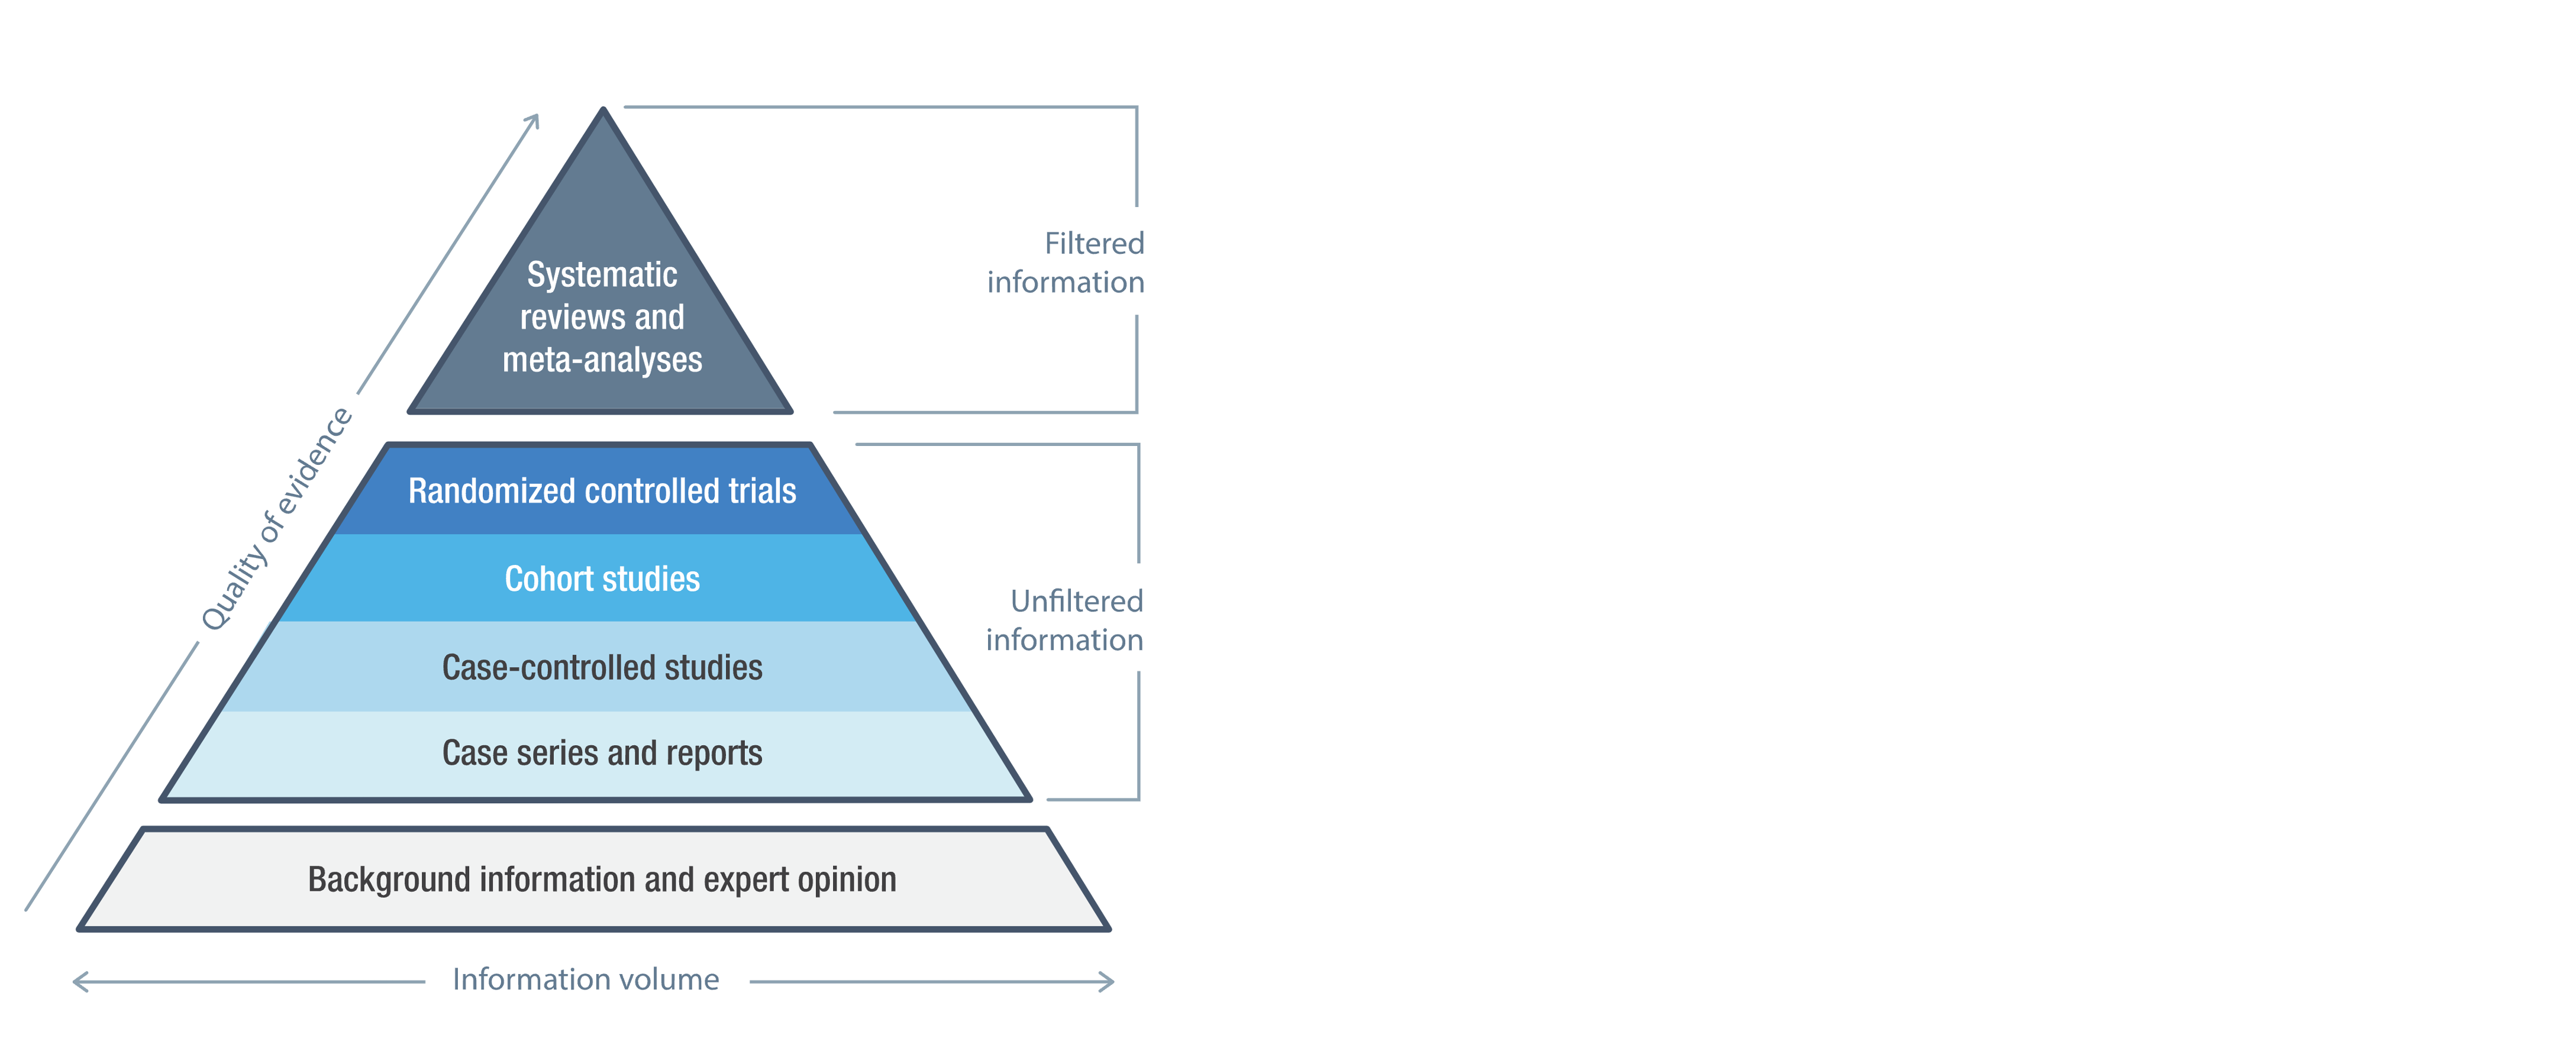 Systematic
reviews and
meta-analyses
Filtered
information
Quality of evidence
Randomized controlled trials
Cohort studies
Unfiltered
information
Case-controlled studies
Case series and reports
Background information and expert opinion
Information volume